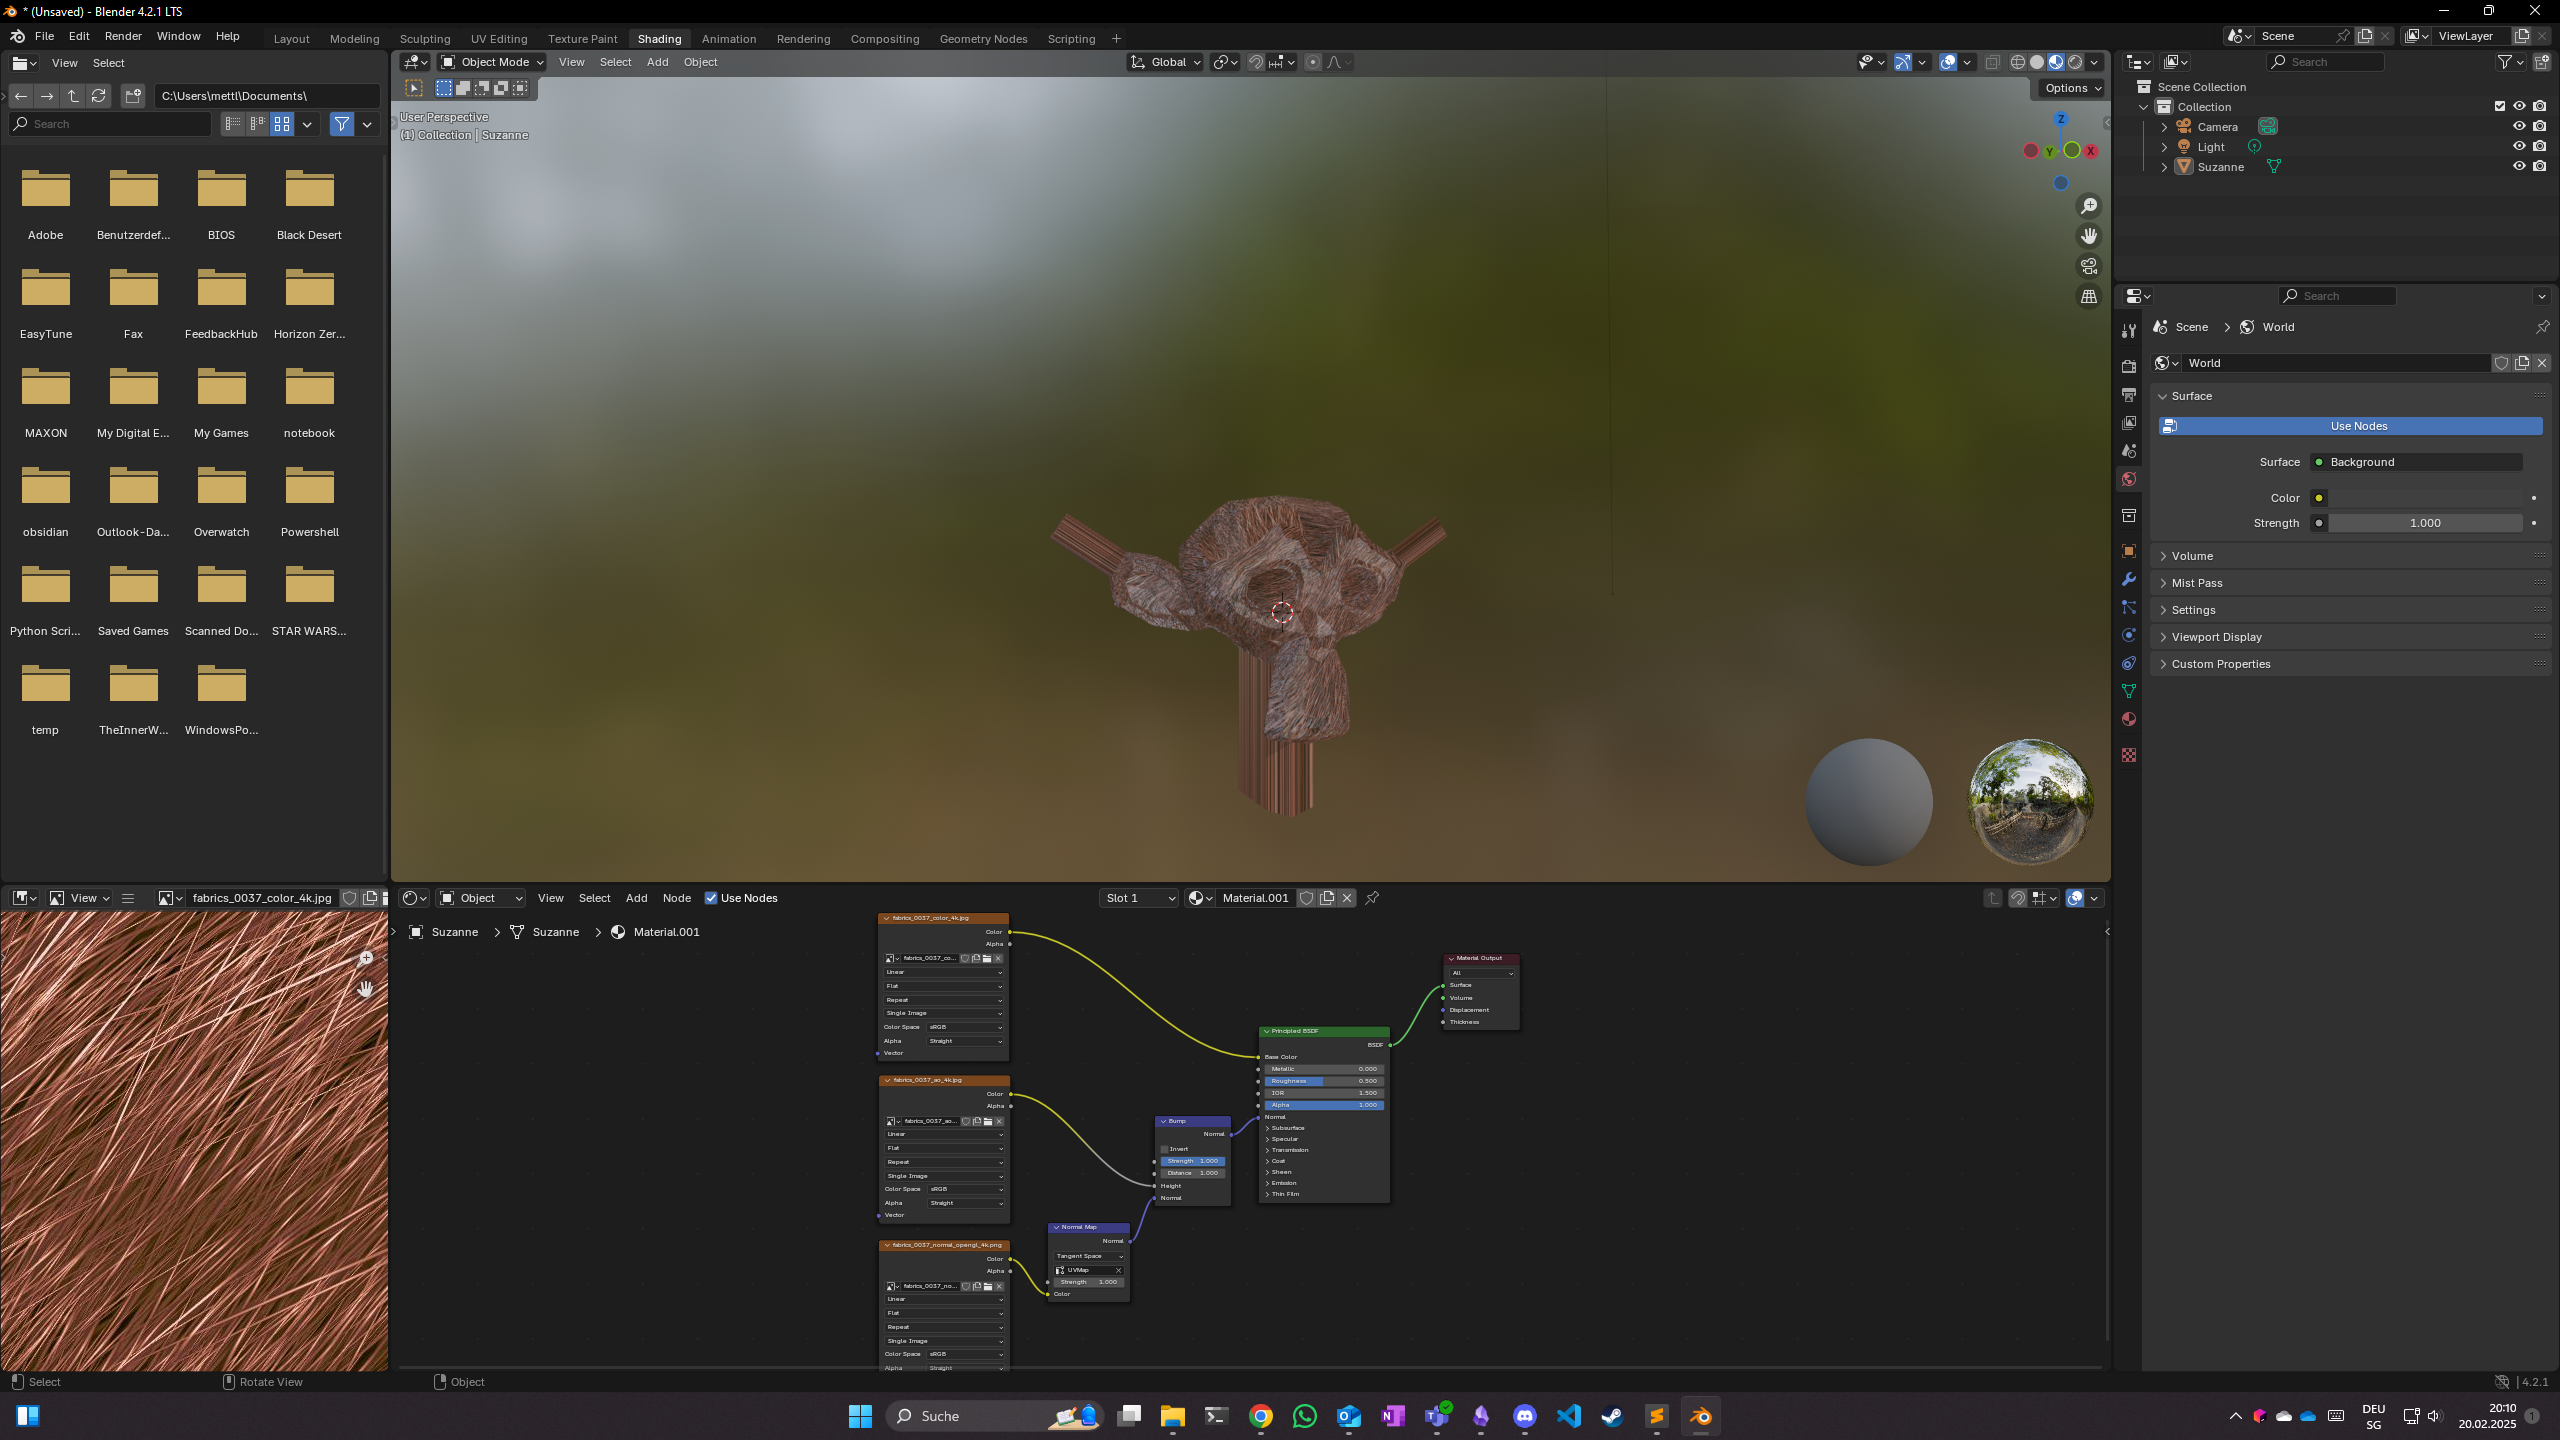 * (Unsaved) - Blender 4.2.1 LTS
File Edit Render Window Help
Layout Modeling Sculpting UV Editing Texture Paint Shading Animation Rendering Compositing Geometry Nodes Scripting +
Scene
ViewLayer
View Select
C:\Users\mettl\Documents\
Search
Adobe Benutzerdef... BIOS Black Desert
EasyTune Fax FeedbackHub Horizon Zer...
MAXON My Digital E... My Games notebook
obsidian Outlook-Da... Overwatch Powershell
Python Scri... Saved Games Scanned Do... STAR WARS...
temp TheInnerW... WindowsPo...
Object Mode View Select Add Object
Global
Options
User Perspective
(1) Collection | Suzanne
Z
Y
X
Search
Scene Collection
Collection
Camera
Light
Suzanne
Search
Scene > World
World
Surface
Use Nodes
Surface Background
Color
Strength 1.000
Volume
Mist Pass
Settings
Viewport Display
Custom Properties
View
fabrics_0037_color_4k.jpg
Object View Select Add Node Use Nodes
Slot 1
Material.001
Suzanne > Suzanne > Material.001
fabrics_0037_color_4k.jpg
Color
Alpha
fabrics_0037_co...
Linear
Flat
Repeat
Single Image
Color Space sRGB
Alpha Straight
Vector
fabrics_0037_ao_4k.jpg
Color
Alpha
fabrics_0037_ao...
Linear
Flat
Repeat
Single Image
Color Space sRGB
Alpha Straight
Vector
fabrics_0037_normal_opengl_4k.png
Color
Alpha
fabrics_0037_no...
Linear
Flat
Repeat
Single Image
Color Space sRGB
Alpha Straight
Normal Map
Normal
Tangent Space
UVMap
Strength 1.000
Color
Bump
Normal
Invert
Strength 1.000
Distance 1.000
Height
Normal
Principled BSDF
BSDF
Base Color
Metallic 0.000
Roughness 0.500
IOR 1.500
Alpha 1.000
Normal
Subsurface
Specular
Transmission
Coat
Sheen
Emission
Thin Film
Material Output
All
Surface
Volume
Displacement
Thickness
Select
Rotate View
Object
4.2.1
Suche
DEU
SG
20:10
20.02.2025
1